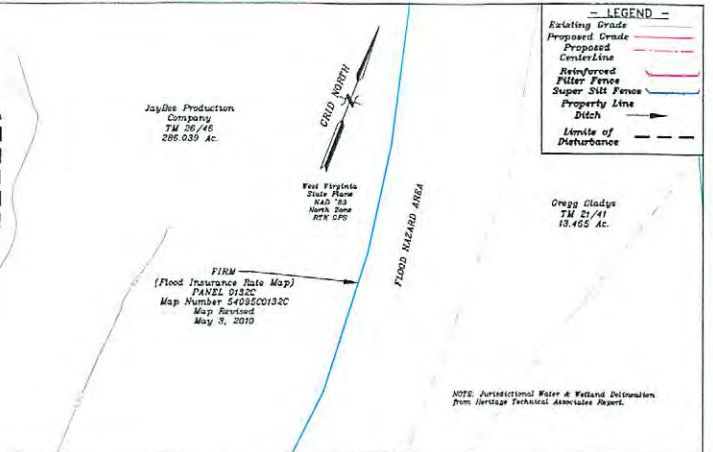 - LEGEND -
Existing Grade
Proposed Grade
Proposed
CenterLine
Reinforced
Filter Fence
Super Silt Fence
Property Line
Ditch
Limits of
Disturbance
JayBee Production
Company
TM 26/46
286.039 Ac.
GRID NORTH
N
West Virginia
State Plane
NAD '83
North Zone
RTK GPS
FLOOD HAZARD AREA
Gregg Gladys
TM 21/41
13.465 Ac.
FIRM
(Flood Insurance Rate Map)
PANEL 0132C
Map Number 54095C0132C
Map Revised
May 3, 2010
NOTE: Jurisdictional Water & Wetland Delineation
from Heritage Technical Associates Report.